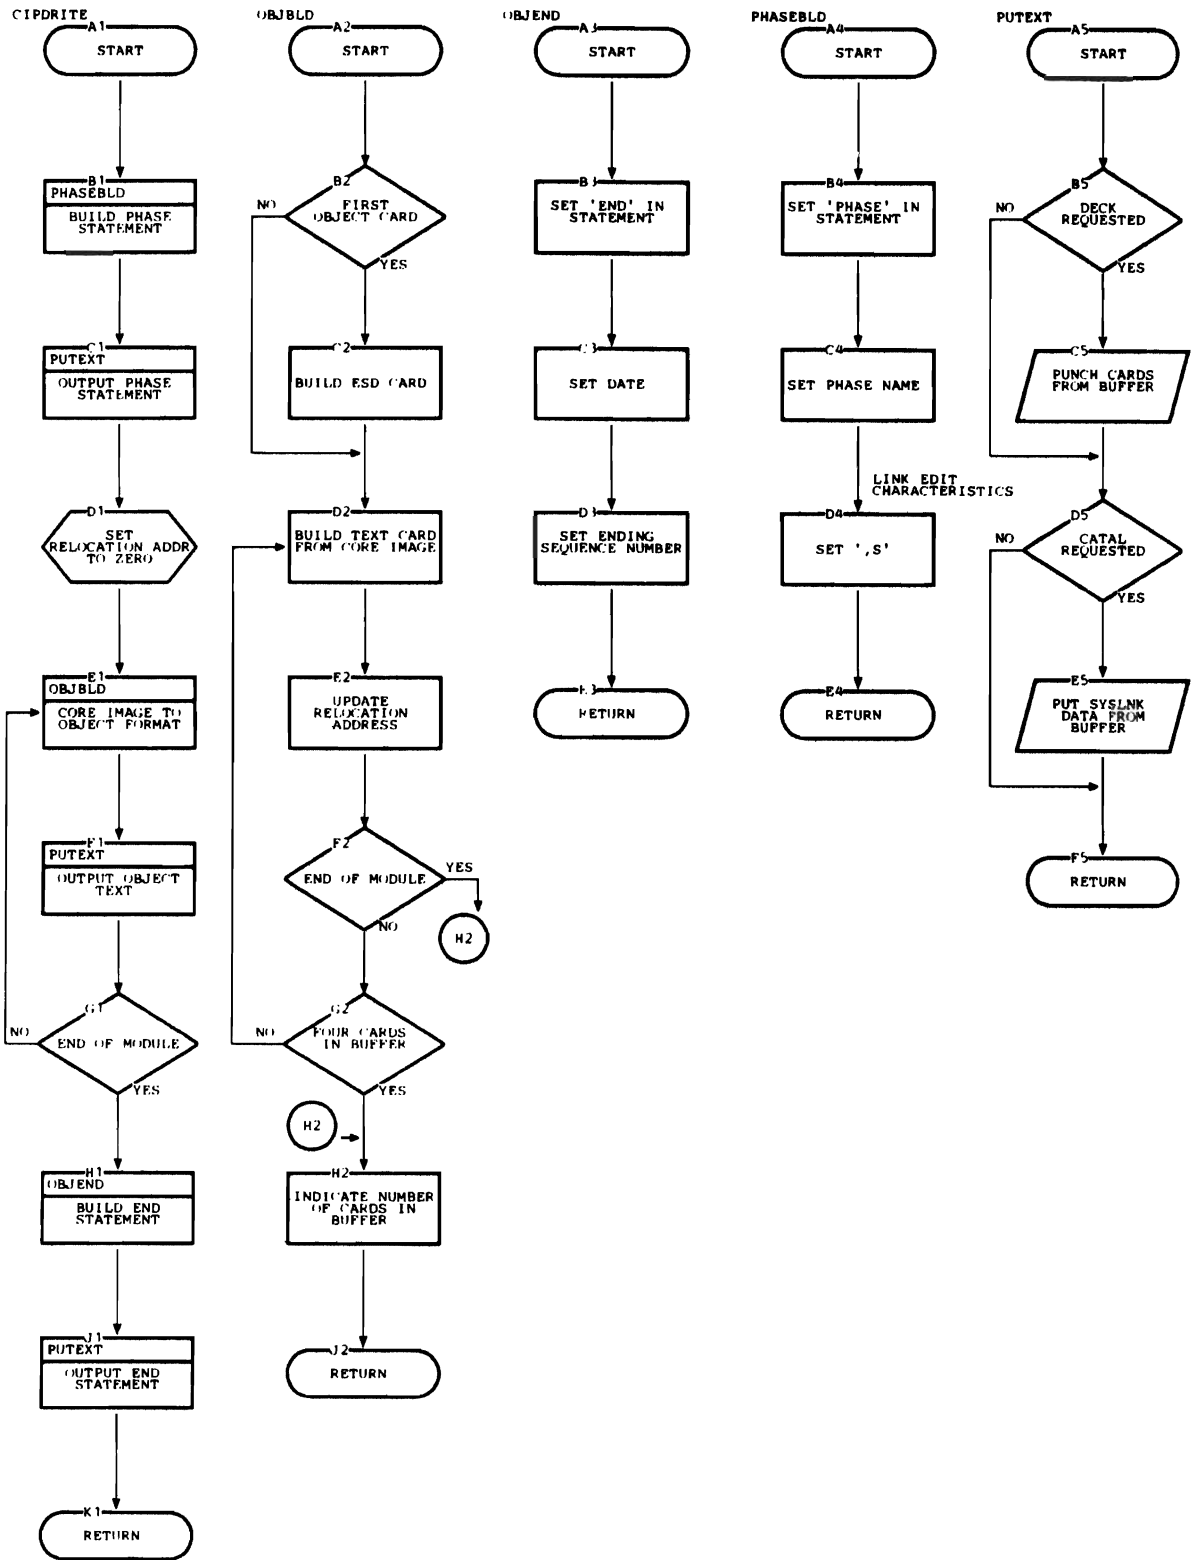 CIPDRITE
A1
START
B1
PHASEBLD
BUILD PHASE
STATEMENT
C1
PUTEXT
OUTPUT PHASE
STATEMENT
D1
SET
RELOCATION ADDR
TO ZERO
E1
OBJBLD
CORE IMAGE TO
OBJECT FORMAT
F1
PUTEXT
OUTPUT OBJECT
TEXT
G1
NO
END OF MODULE
YES
H1
OBJEND
BUILD END
STATEMENT
J1
PUTEXT
OUTPUT END
STATEMENT
K1
RETURN
OBJBLD
A2
START
B2
NO
FIRST
OBJECT CARD
YES
C2
BUILD ESD CARD
D2
BUILD TEXT CARD
FROM CORE IMAGE
E2
UPDATE
RELOCATION
ADDRESS
F2
YES
END OF MODULE
NO
H2
G2
NO
FOUR CARDS
IN BUFFER
YES
H2
H2
INDICATE NUMBER
OF CARDS IN
BUFFER
J2
RETURN
OBJEND
A3
START
B3
SET 'END' IN
STATEMENT
C3
SET DATE
D3
SET ENDING
SEQUENCE NUMBER
E3
RETURN
PHASEBLD
A4
START
B4
SET 'PHASE' IN
STATEMENT
C4
SET PHASE NAME
LINK EDIT
CHARACTERISTICS
D4
SET ',S'
E4
RETURN
PUTEXT
A5
START
B5
NO
DECK
REQUESTED
YES
C5
PUNCH CARDS
FROM BUFFER
D5
NO
CATAL
REQUESTED
YES
E5
PUT SYSLNK
DATA FROM
BUFFER
F5
RETURN